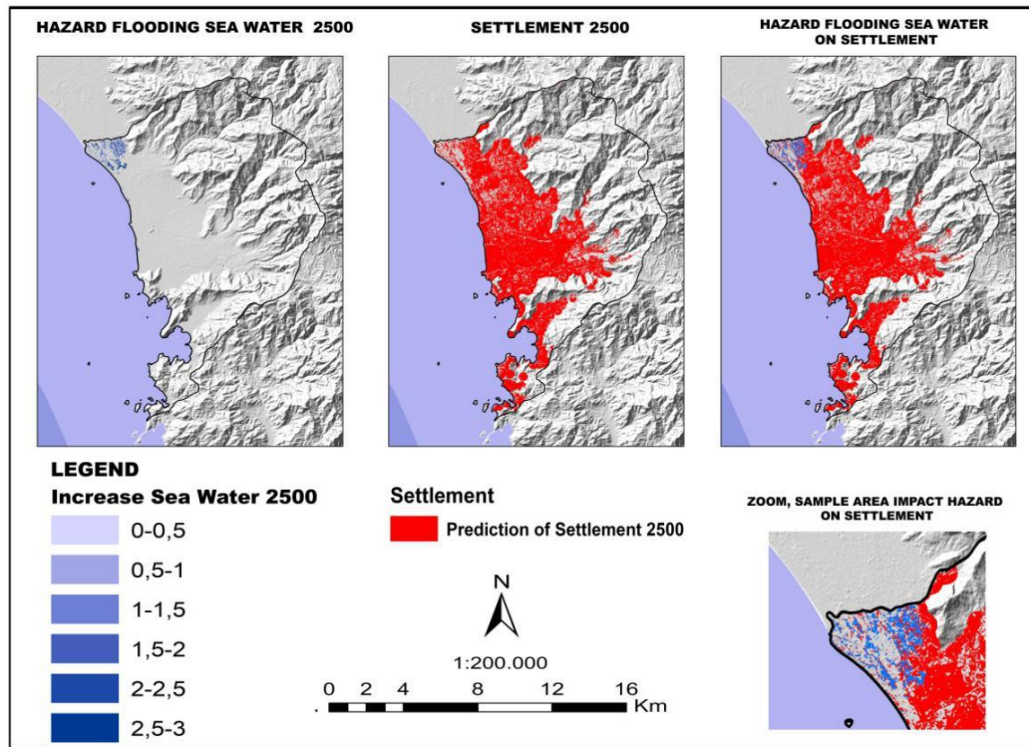 HAZARD FLOODING SEA WATER 2500
SETTLEMENT 2500
HAZARD FLOODING SEA WATER
ON SETTLEMENT
LEGEND
Increase Sea Water 2500
0-0,5
0,5-1
1-1,5
1,5-2
2-2,5
2,5-3
Settlement
Prediction of Settlement 2500
N
1:200.000
0 2 4 8 12 16
Km
ZOOM, SAMPLE AREA IMPACT HAZARD
ON SETTLEMENT